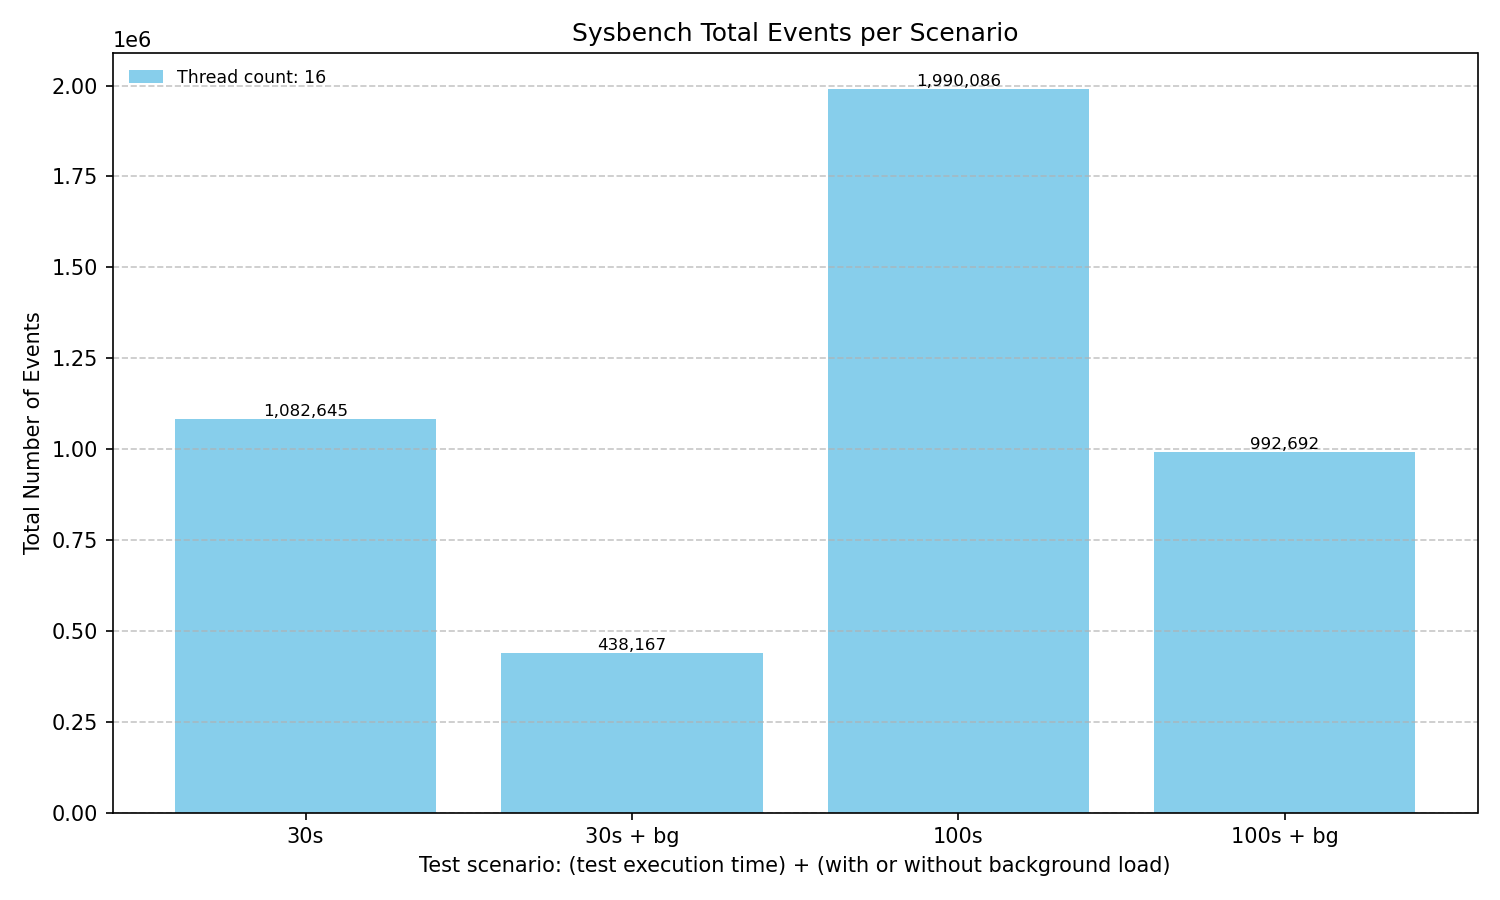 Sysbench Total Events per Scenario
1e6
Thread count: 16
2.00
1.75
1.50
1.25
1.00
0.75
0.50
0.25
0.00
Total Number of Events
1,082,645
438,167
1,990,086
992,692
30s
30s + bg
100s
100s + bg
Test scenario: (test execution time) + (with or without background load)